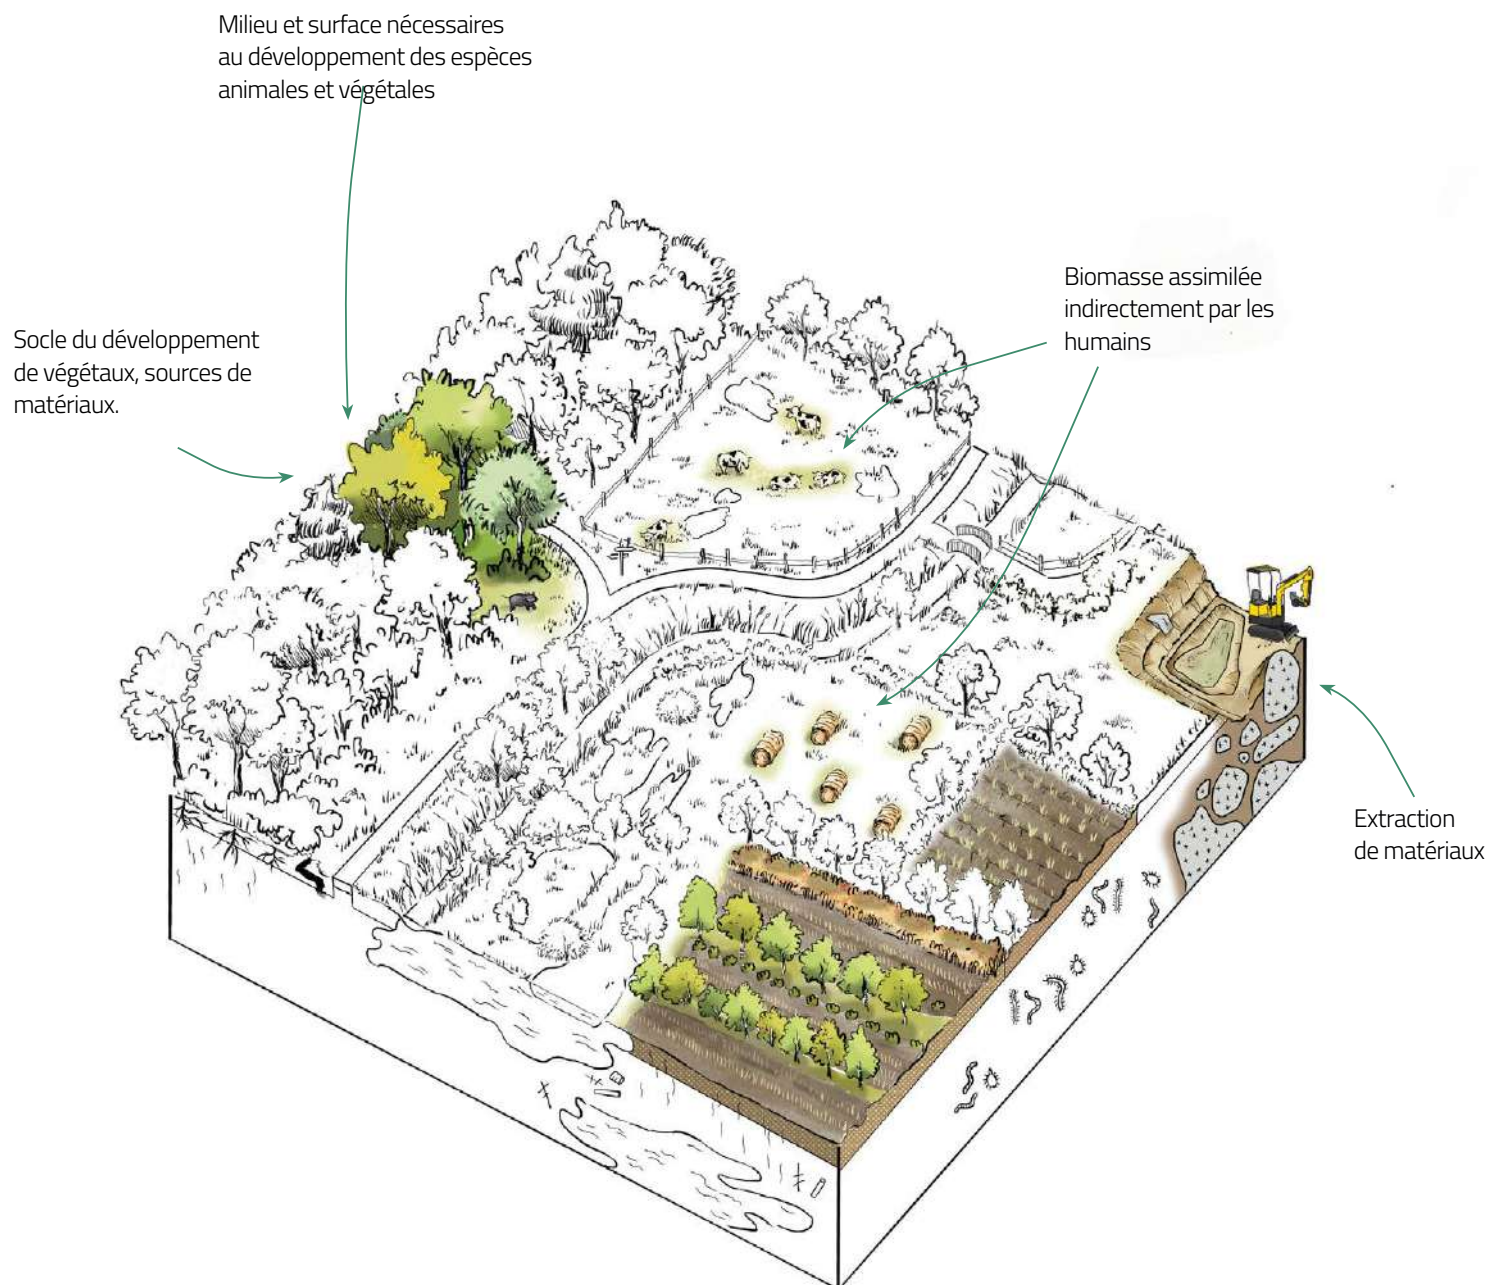 Milieu et surface nécessaires
au développement des espèces
animales et végétales
Socle du développement
de végétaux, sources de
matériaux.
Biomasse assimilée
indirectement par les
humains
Extraction
de matériaux